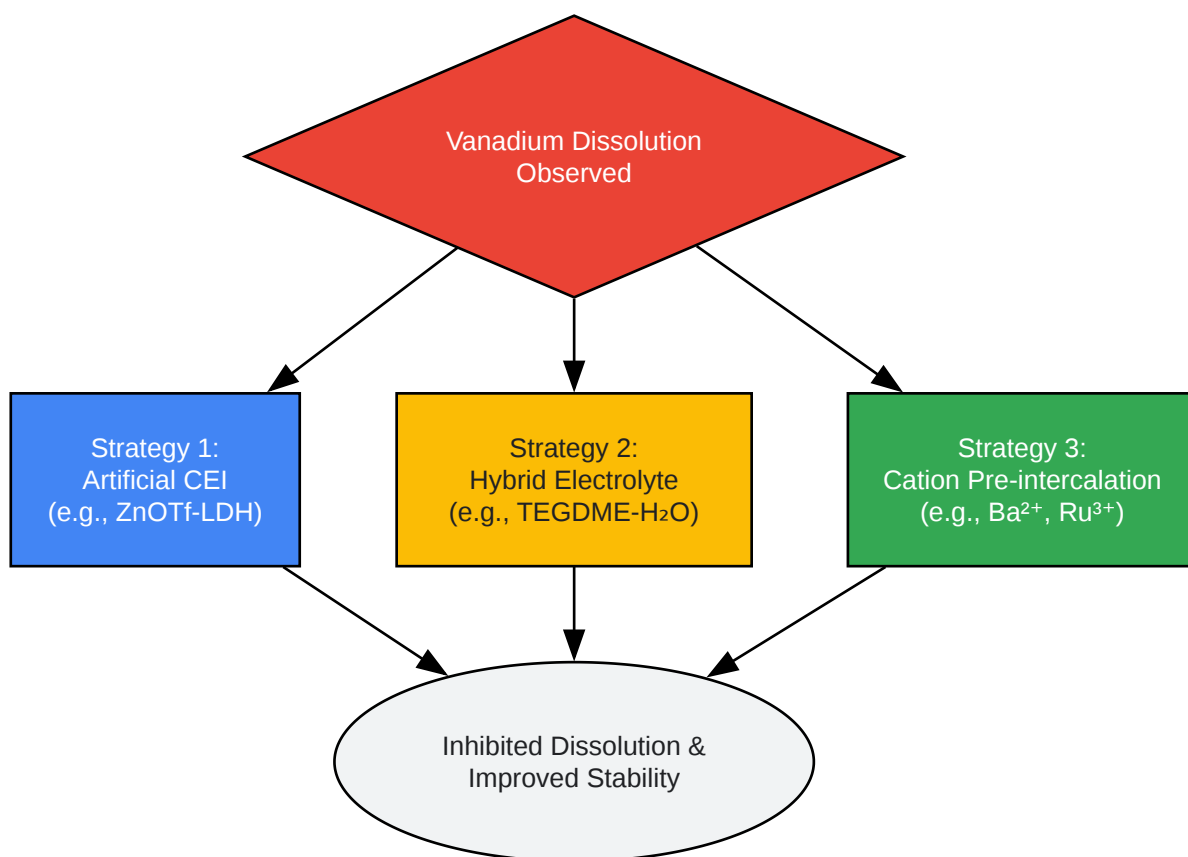 Vanadium Dissolution
Observed
Strategy 1:
Artificial CEI
(e.g., ZnOTf-LDH)
Strategy 2:
Hybrid Electrolyte
(e.g., TEGDME-H₂O)
Strategy 3:
Cation Pre-intercalation
(e.g., Ba²⁺, Ru³⁺)
Inhibited Dissolution &
Improved Stability